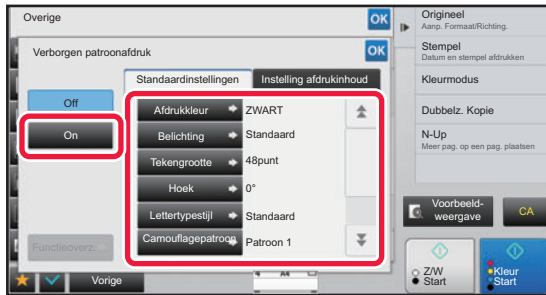 Overige
OK
Verborgen patroonafdruk
OK
Standaardinstellingen
Instelling afdrukinhoud
Off
On
Afdrukkleur
ZWART
Belichting
Standaard
Tekengrootte
48punt
Hoek
0°
Lettertypestijl
Standaard
Camouflagepatroon
Patroon 1
Functieoverz.
Vorige
A4
Origineel
Aanp. Formaat/Richting.
Stempel
Datum en stempel afdrukken
Kleurmodus
Dubbelz. Kopie
N-Up
Meer pag. op een pag. plaatsen
Voorbeeld-
weergave
CA
Z/W
Start
Kleur
Start